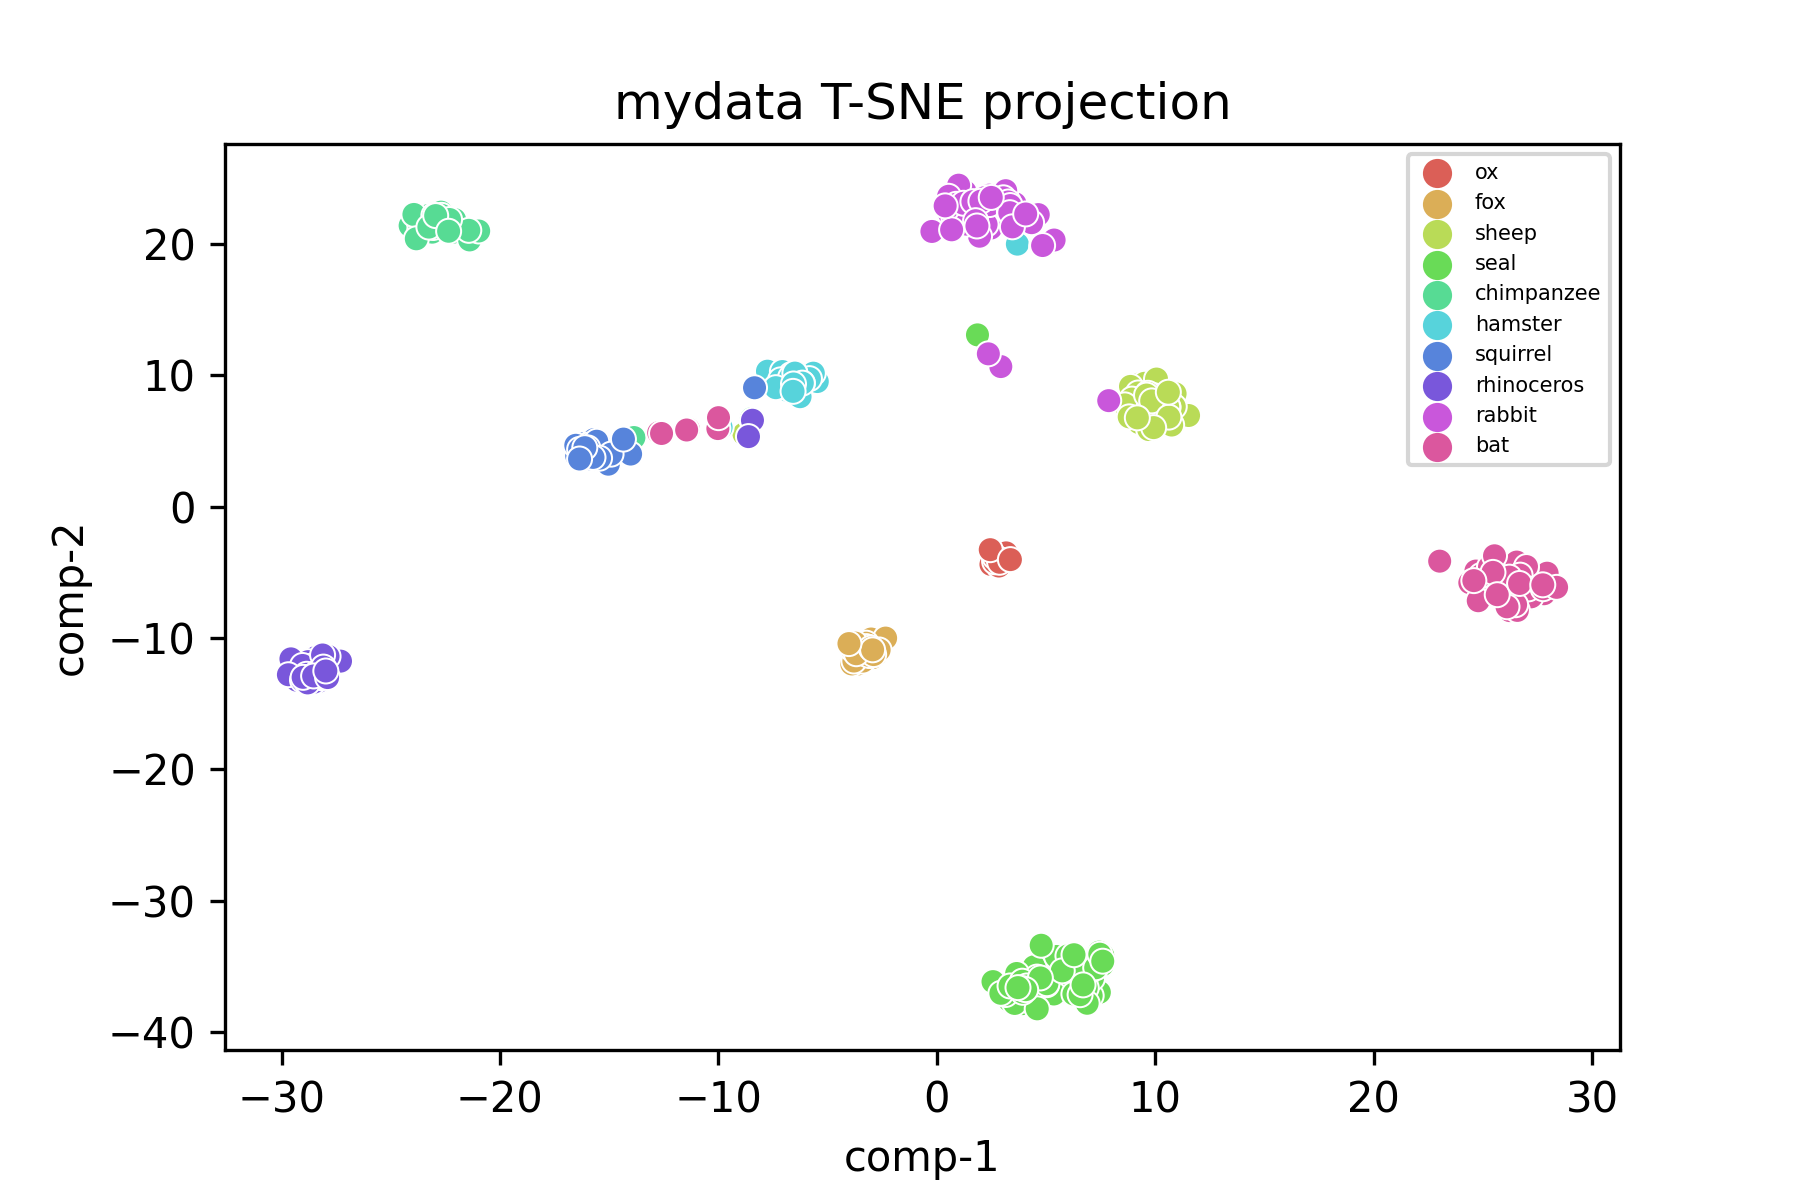 mydata T-SNE projection
ox
fox
sheep
seal
chimpanzee
hamster
squirrel
rhinoceros
rabbit
bat
20
10
0
−10
−20
−30
−40
comp-2
−30 −20 −10 0 10 20 30
comp-1